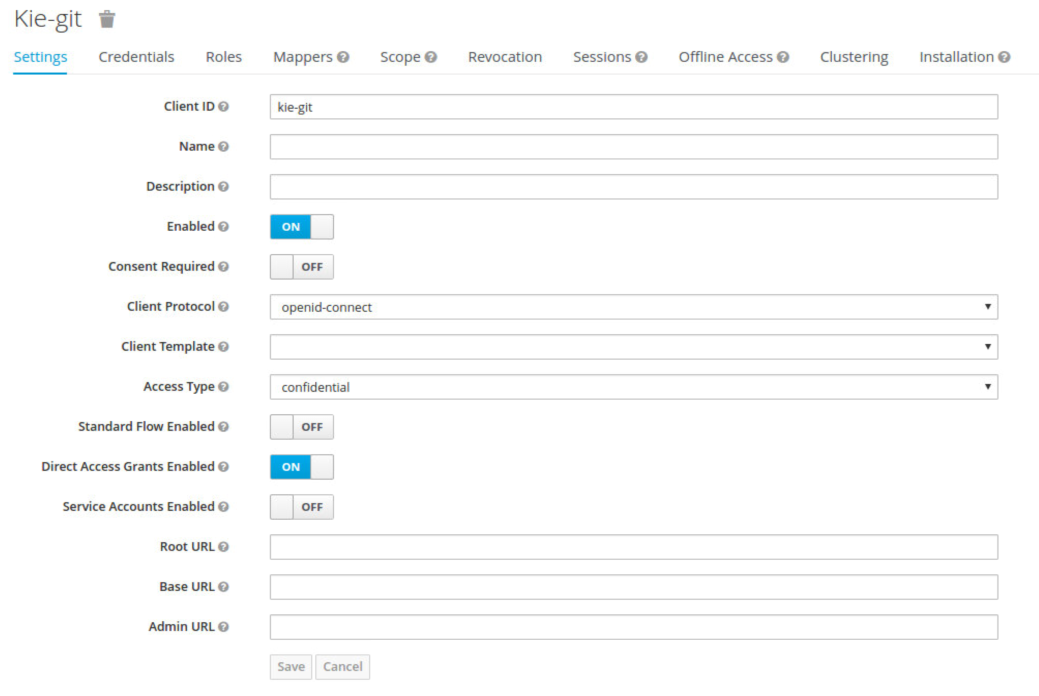 Kie-git
Settings Credentials Roles Mappers Scope Revocation Sessions Offline Access Clustering Installation
Client ID kie-git
Name
Description
Enabled ON
Consent Required OFF
Client Protocol openid-connect
Client Template
Access Type confidential
Standard Flow Enabled OFF
Direct Access Grants Enabled ON
Service Accounts Enabled OFF
Root URL
Base URL
Admin URL
Save Cancel